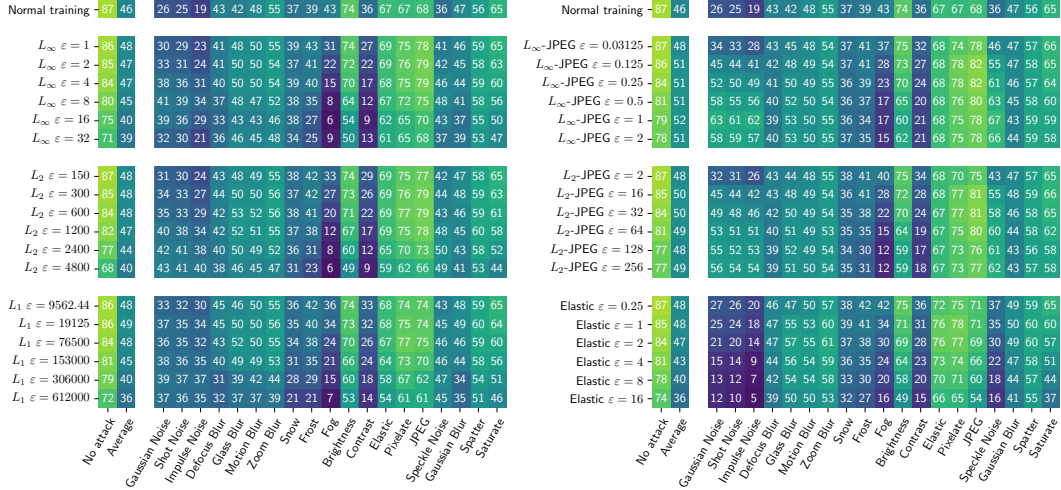 Normal training 87 46 26 25 19 43 42 48 55 37 39 43 74 36 67 67 68 43 47 56 65
L∞ ε = 1 86 48 30 29 23 41 48 50 55 39 43 31 74 27 69 75 78 41 46 59 65
L∞ ε = 2 85 47 33 31 24 41 50 50 54 39 42 22 72 22 68 76 79 42 45 58 63
L∞ ε = 4 84 47 38 36 31 40 50 50 54 39 40 15 70 17 68 76 78 46 44 59 60
L∞ ε = 8 80 45 41 39 34 37 48 47 52 38 35 8 64 12 67 72 75 48 41 58 56
L∞ ε = 16 75 40 39 36 29 33 43 43 46 38 27 6 54 9 62 65 70 43 37 55 50
L∞ ε = 32 71 39 32 30 21 36 46 45 48 34 25 9 50 13 61 65 68 37 39 53 47
L2 ε = 150 87 48 31 30 24 43 48 49 55 38 42 33 74 29 69 75 77 42 47 58 65
L2 ε = 300 85 48 34 33 27 44 50 50 56 37 42 27 73 26 69 76 79 44 48 59 63
L2 ε = 600 84 48 35 33 29 42 53 52 56 38 41 20 71 22 69 77 79 43 46 59 61
L2 ε = 1200 82 47 40 38 34 42 52 51 57 37 38 12 67 16 69 75 78 50 45 60 58
L2 ε = 2400 77 44 42 41 38 40 50 49 52 36 31 8 60 12 67 70 73 50 43 58 52
L2 ε = 4800 68 40 43 41 40 38 46 45 47 31 23 6 49 9 59 62 66 49 41 53 44
L1 ε = 9562.44 86 48 33 32 30 45 46 50 55 36 42 36 74 33 68 74 74 41 48 59 65
L1 ε = 19125 86 49 37 35 34 45 50 50 56 35 40 34 73 32 68 75 74 45 49 60 64
L1 ε = 76500 84 48 38 36 35 43 52 50 54 34 38 24 70 26 67 77 75 46 47 59 60
L1 ε = 153000 81 45 38 36 35 40 49 49 53 31 35 21 66 24 64 73 70 46 44 58 56
L1 ε = 306000 79 40 39 37 37 31 39 42 44 28 29 15 60 18 58 67 62 47 34 54 51
L1 ε = 612000 72 36 37 36 35 32 37 37 39 21 21 7 53 14 54 61 61 45 35 51 46
No attack
Average
Gaussian Noise
Shot Noise
Impulse Noise
Defocus Blur
Glass Blur
Motion Blur
Zoom Blur
Snow
Frost
Fog
Brightness
Contrast
Elastic
Pixelate
JPEG
Speckle Noise
Gaussian Blur
Spatter
Saturate
Normal training 87 46 26 25 19 43 42 48 55 37 39 43 74 36 67 67 68 43 47 56 65
L∞-JPEG ε = 0.03125 87 48 34 33 28 43 44 48 54 37 41 37 75 32 68 74 78 46 47 57 66
L∞-JPEG ε = 0.125 86 51 45 44 41 42 48 49 54 37 41 28 73 27 68 78 82 55 47 58 66
L∞-JPEG ε = 0.25 84 51 52 50 49 41 50 50 54 37 39 23 70 24 68 78 82 61 46 57 64
L∞-JPEG ε = 0.5 81 51 58 55 56 40 52 50 54 36 37 17 65 20 68 76 80 63 45 58 60
L∞-JPEG ε = 1 79 52 63 61 62 39 53 50 55 36 34 17 62 21 65 75 78 67 43 58 59
L∞-JPEG ε = 2 78 51 58 59 57 40 53 50 55 37 35 15 62 21 68 75 78 66 44 59 58
L2-JPEG ε = 2 87 48 32 31 26 43 44 48 55 38 41 40 75 34 68 70 75 43 47 57 65
L2-JPEG ε = 16 85 50 45 44 42 43 50 49 54 37 40 28 72 28 68 77 81 54 47 57 64
L2-JPEG ε = 32 84 50 49 48 46 42 50 49 54 35 38 22 70 24 67 77 81 58 46 58 65
L2-JPEG ε = 64 81 49 53 51 51 40 53 49 54 35 36 15 64 19 67 75 80 60 44 58 62
L2-JPEG ε = 128 77 48 55 52 53 39 52 50 54 34 30 12 59 17 67 73 76 60 43 57 58
L2-JPEG ε = 256 77 49 56 54 54 39 51 50 54 35 33 12 59 18 67 73 77 62 43 57 58
Elastic ε = 0.25 87 48 27 26 20 46 47 50 57 38 42 42 75 36 72 75 71 37 49 59 65
Elastic ε = 1 85 48 25 24 18 47 55 53 60 39 41 34 71 31 76 78 71 35 50 60 60
Elastic ε = 2 84 47 21 20 14 50 57 55 61 37 38 30 69 28 76 77 69 30 49 60 57
Elastic ε = 4 81 43 15 14 9 44 56 54 59 36 35 24 64 23 73 74 66 22 47 58 51
Elastic ε = 8 78 40 13 12 7 42 54 54 58 33 30 20 58 20 70 71 60 18 44 57 44
Elastic ε = 16 74 36 12 10 5 39 50 50 54 32 27 16 49 15 66 65 54 16 41 55 37
No attack
Average
Gaussian Noise
Shot Noise
Impulse Noise
Defocus Blur
Glass Blur
Motion Blur
Zoom Blur
Snow
Frost
Fog
Brightness
Contrast
Elastic
Pixelate
JPEG
Speckle Noise
Gaussian Blur
Spatter
Saturate